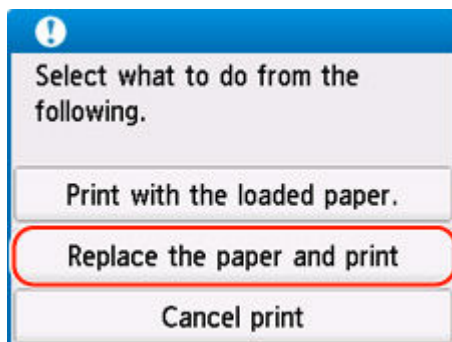 Select what to do from the
following.
Print with the loaded paper.
Replace the paper and print
Cancel print